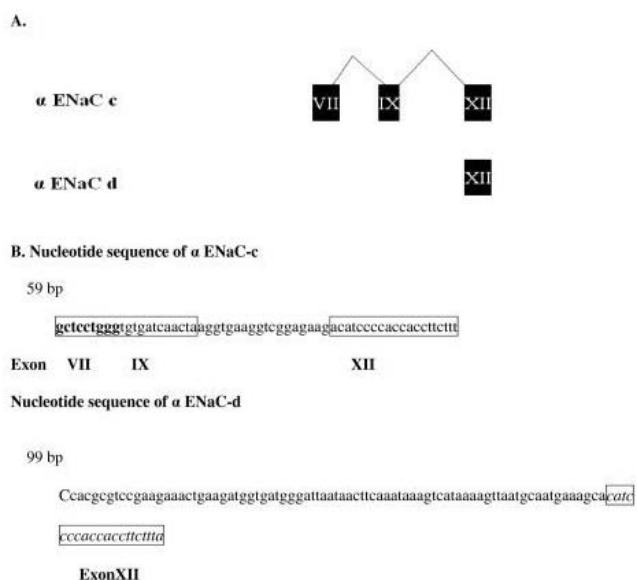 A.
α ENaC c VII IX XII
α ENaC d XII
B. Nucleotide sequence of α ENaC-c
59 bp
gctcctgggtgtgatcaactaaggtgaaggtcggagaagacatccccaccaccttcttt
Exon VII IX XII
Nucleotide sequence of α ENaC-d
99 bp
Ccacgcgtccgaagaaactgaagatggtgatgggattaataacttcaaataaagtcataaaagttaatgcaatgaaagcacatc
cccaccaccttcttta
ExonXII